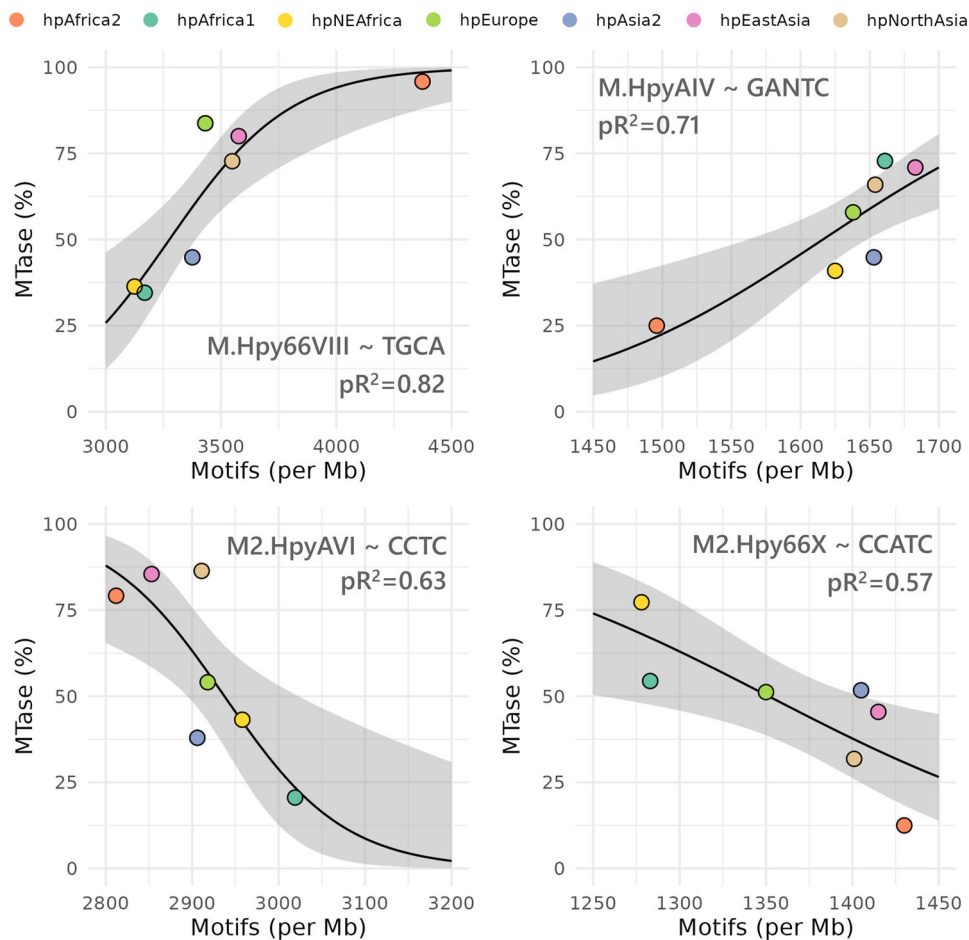 hpAfrica2 hpAfrica1 hpNEAfrica hpEurope hpAsia2 hpEastAsia hpNorthAsia
100
75
50
25
0
MTase (%)
M.Hpy66VIII ~ TGCA
pR²=0.82
3000 3500 4000 4500
Motifs (per Mb)
100
75
50
25
0
MTase (%)
M.HpyAIV ~ GANTC
pR²=0.71
1450 1500 1550 1600 1650 1700
Motifs (per Mb)
100
75
50
25
0
MTase (%)
M2.HpyAVI ~ CCTC
pR²=0.63
2800 2900 3000 3100 3200
Motifs (per Mb)
100
75
50
25
0
MTase (%)
M2.Hpy66X ~ CCATC
pR²=0.57
1250 1300 1350 1400 1450
Motifs (per Mb)